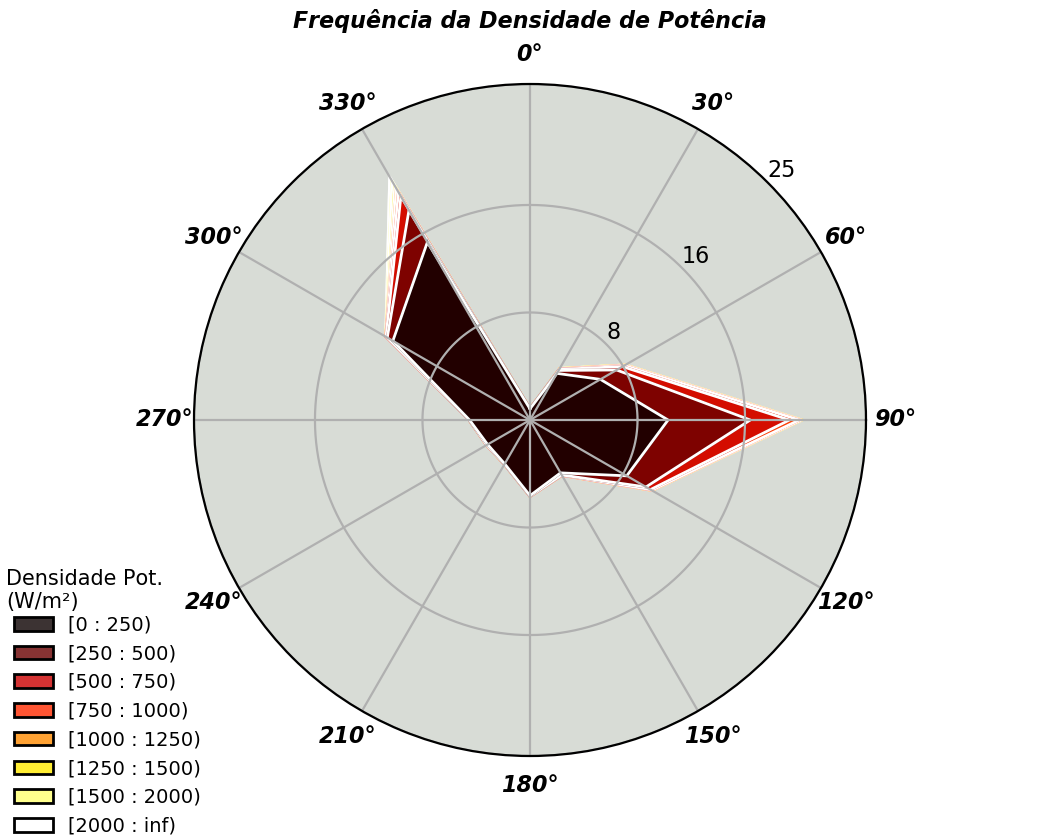 Frequência da Densidade de Potência
0°
330°
30°
25
300°
60°
16
8
270°
90°
240°
120°
210°
150°
180°
Densidade Pot.
(W/m²)
[0 : 250)
[250 : 500)
[500 : 750)
[750 : 1000)
[1000 : 1250)
[1250 : 1500)
[1500 : 2000)
[2000 : inf)